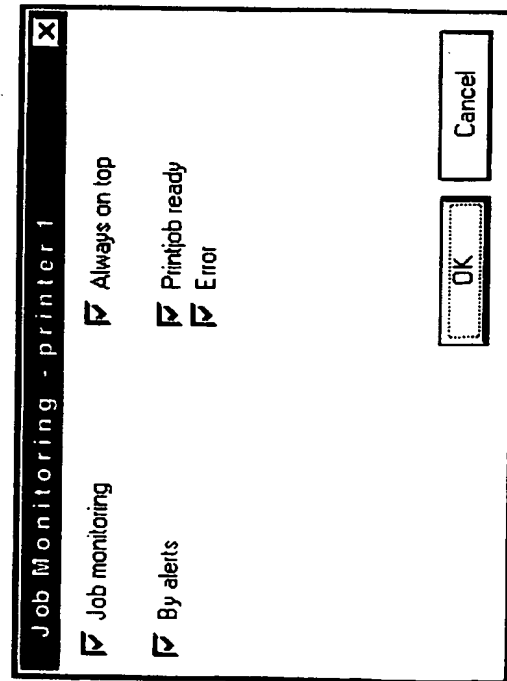 Job Monitoring - printer 1
Job monitoring
Always on top
By alerts
Printjob ready
Error
OK
Cancel